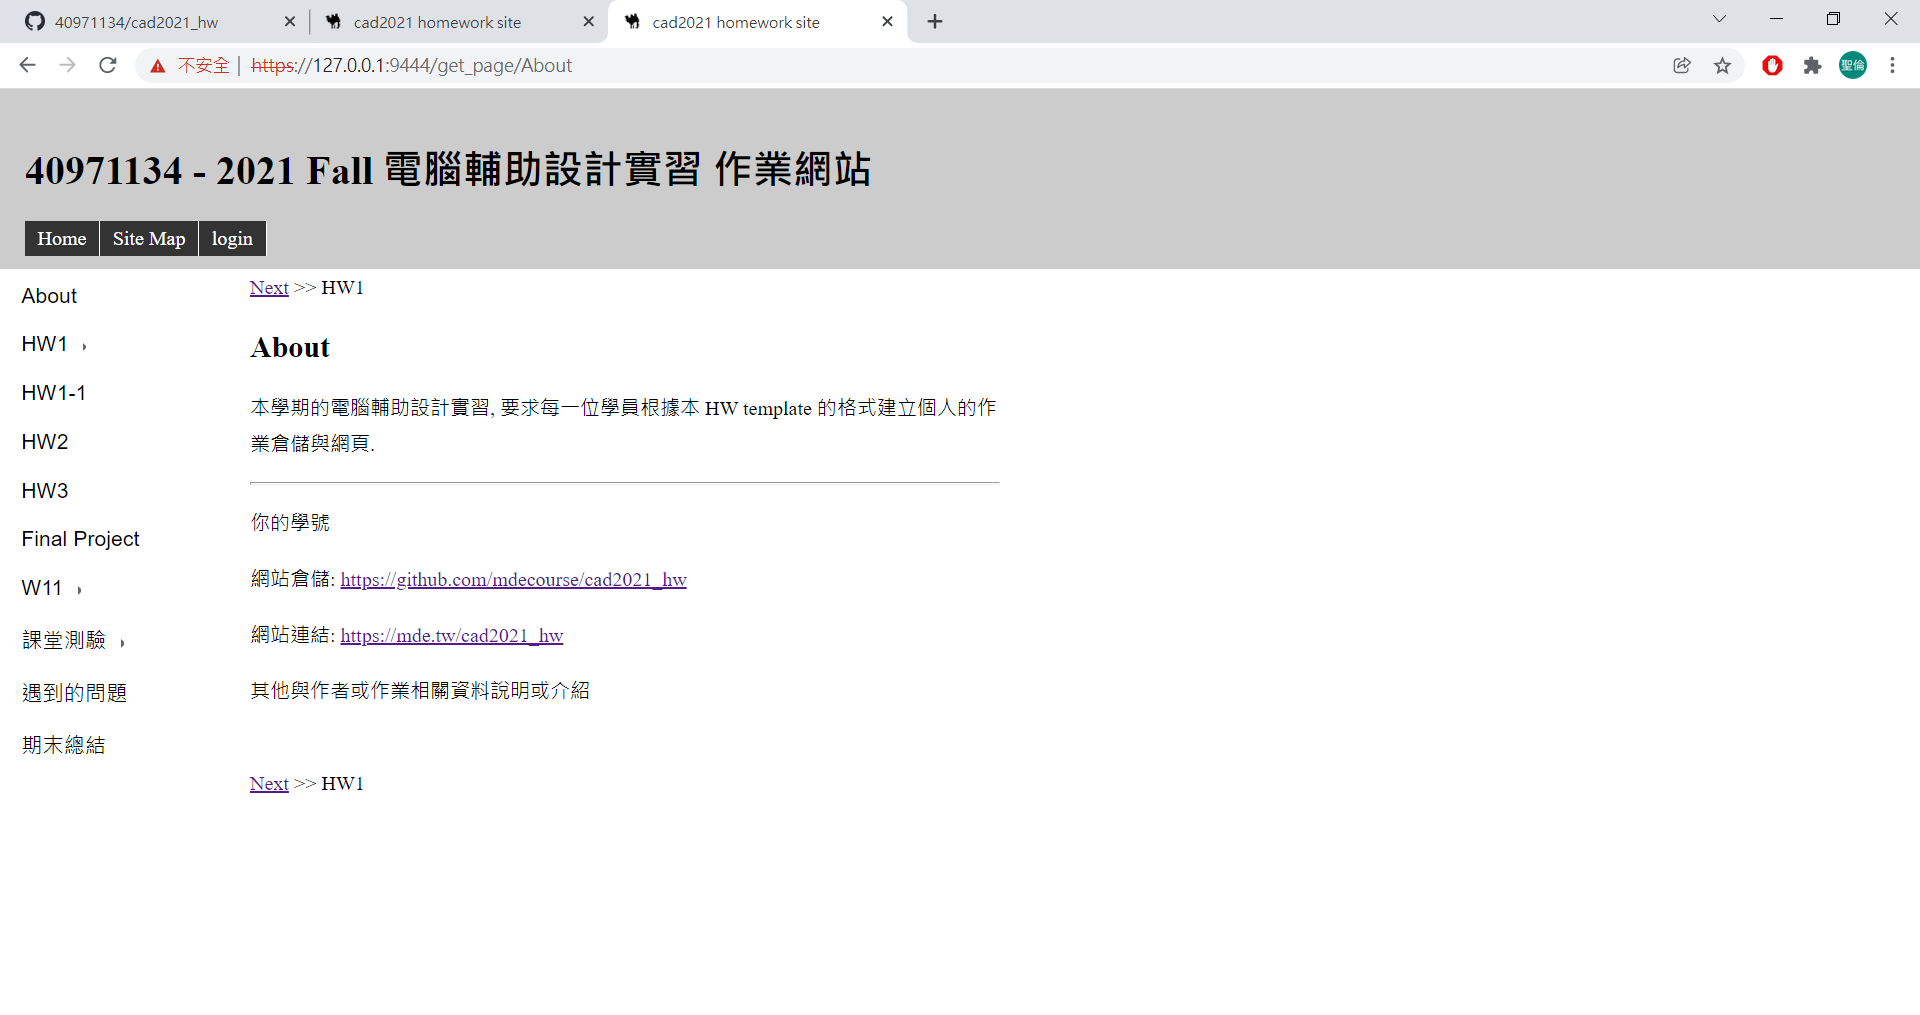 40971134/cad2021_hw
cad2021 homework site
cad2021 homework site
不安全 | https://127.0.0.1:9444/get_page/About
聖倫
40971134 - 2021 Fall 電腦輔助設計實習 作業網站
Home Site Map login
About
HW1
HW1-1
HW2
HW3
Final Project
W11
課堂測驗
遇到的問題
期末總結
Next >> HW1
About
本學期的電腦輔助設計實習, 要求每一位學員根據本 HW template 的格式建立個人的作
業倉儲與網頁.
你的學號
網站倉儲: https://github.com/mdecourse/cad2021_hw
網站連結: https://mde.tw/cad2021_hw
其他與作者或作業相關資料說明或介紹
Next >> HW1